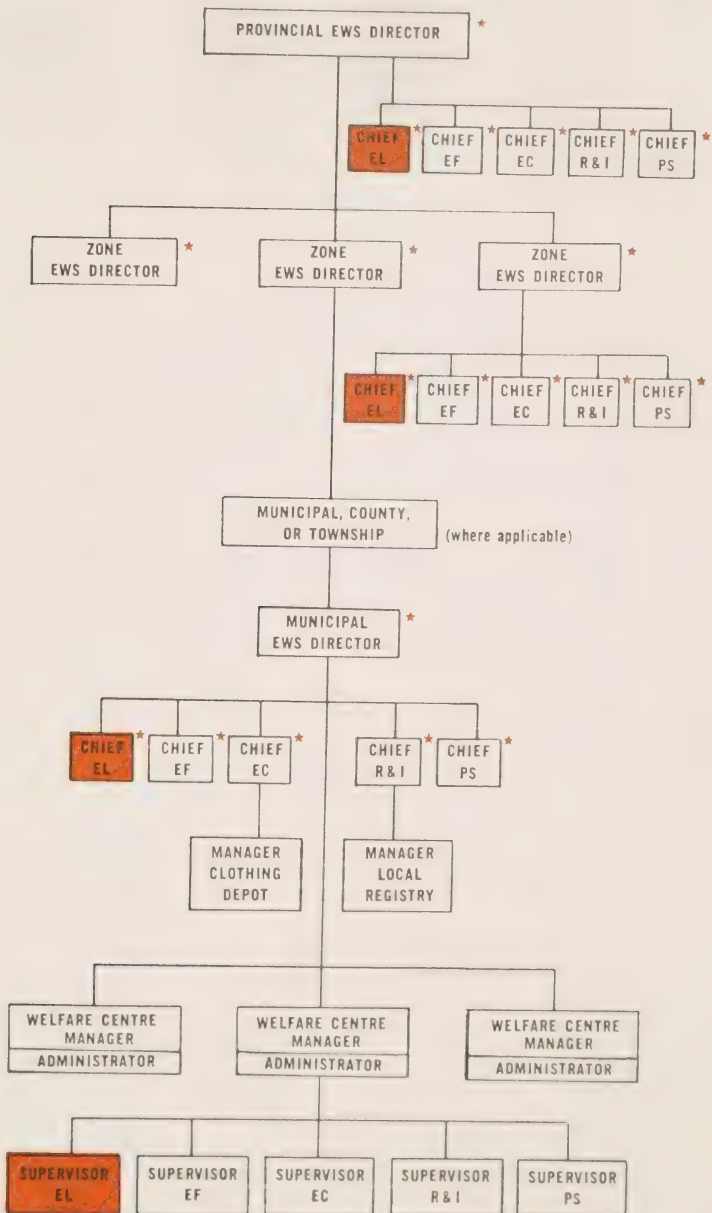 PROVINCIAL EWS DIRECTOR *
CHIEF * CHIEF * CHIEF * CHIEF * CHIEF *
EL EF EC R & I PS
ZONE * ZONE * ZONE *
EWS DIRECTOR EWS DIRECTOR EWS DIRECTOR
CHIEF * CHIEF * CHIEF * CHIEF * CHIEF *
EL EF EC R & I PS
MUNICIPAL, COUNTY,
OR TOWNSHIP (where applicable)
MUNICIPAL *
EWS DIRECTOR
CHIEF * CHIEF * CHIEF * CHIEF * CHIEF *
EL EF EC R & I PS
MANAGER MANAGER
CLOTHING LOCAL
DEPOT REGISTRY
WELFARE CENTRE WELFARE CENTRE WELFARE CENTRE
MANAGER MANAGER MANAGER
ADMINISTRATOR ADMINISTRATOR ADMINISTRATOR
SUPERVISOR SUPERVISOR SUPERVISOR SUPERVISOR SUPERVISOR
EL EF EC R & I PS